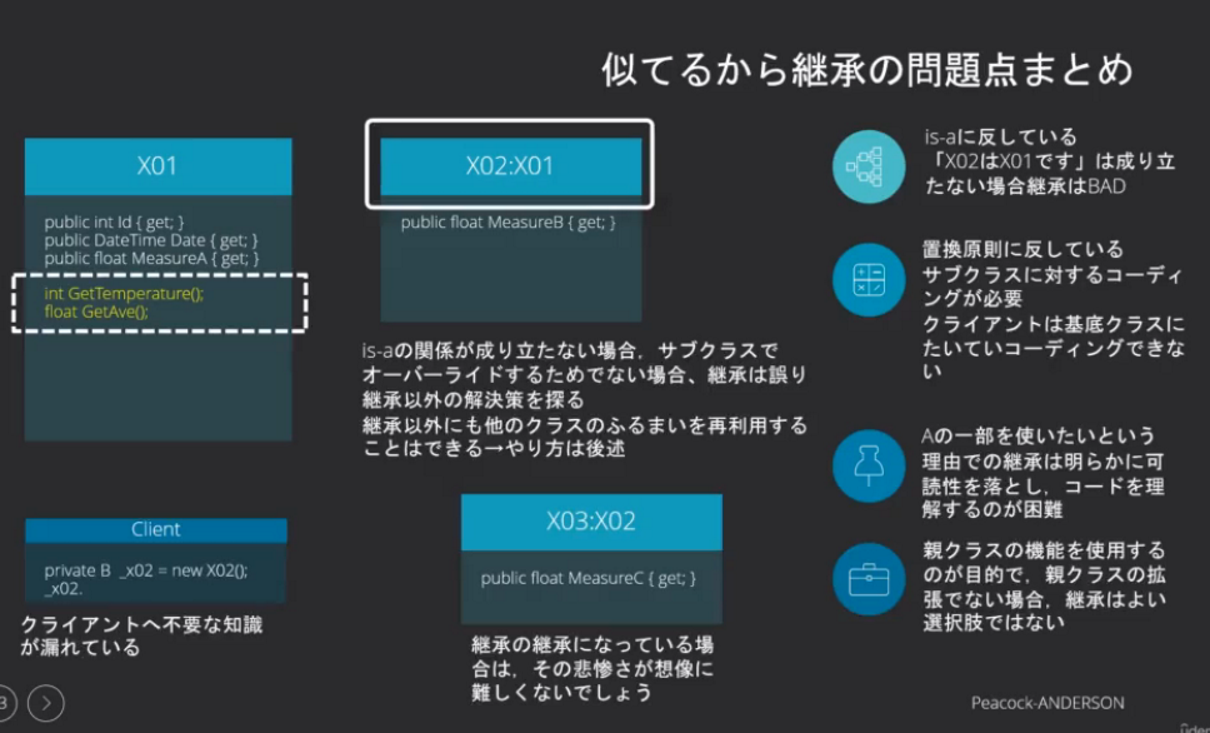 似てるから継承の問題点まとめ
X01
public int Id { get; }
public DateTime Date { get; }
public float MeasureA { get; }
int GetTemperature();
float GetAve();
X02:X01
public float MeasureB { get; }
is-aの関係が成り立たない場合，サブクラスで
オーバーライドするためでない場合、継承は誤り
継承以外の解決策を探る
継承以外にも他のクラスのふるまいを再利用する
ことはできる→やり方は後述
Client
private B _x02 = new X02();
_x02.
クライアントへ不要な知識
が漏れている
X03:X02
public float MeasureC { get; }
継承の継承になっている場
合は，その悲惨さが想像に
難しくないでしょう
is-aに反している
「X02はX01です」は成り立
たない場合継承はBAD
置換原則に反している
サブクラスに対するコーディ
ングが必要
クライアントは基底クラスに
たいていコーディングできな
い
Aの一部を使いたいという
理由での継承は明らかに可
読性を落とし，コードを理
解するのが困難
親クラスの機能を使用する
のが目的で，親クラスの拡
張でない場合，継承はよい
選択肢ではない
3
Peacock-ANDERSON